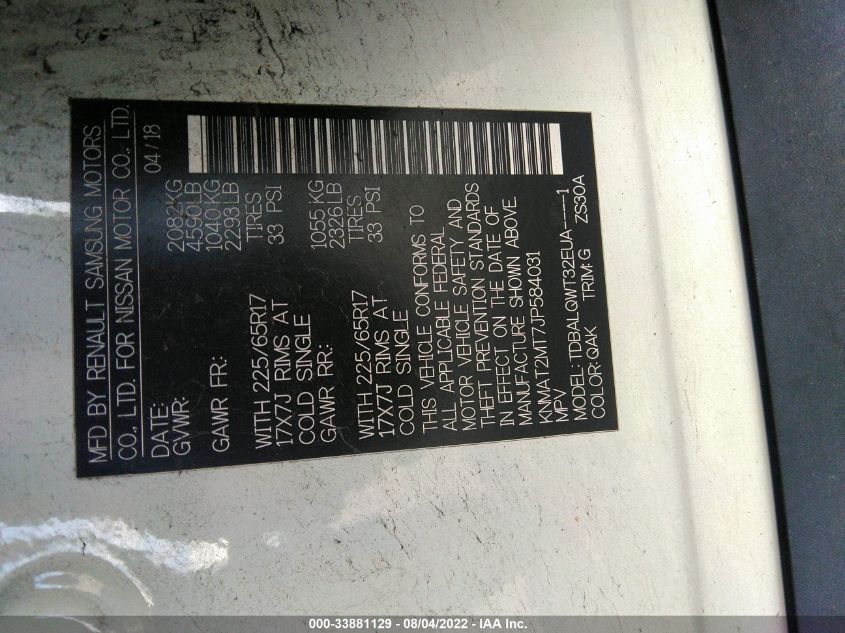 MFD BY RENAULT SAMSUNG MOTORS
CO., LTD. FOR NISSAN MOTOR CO., LTD.
DATE: 04/18
GVWR: 2082KG
4590LB
GAWR FR: 1040KG
2293LB
WITH 225/65R17 TIRES
17X7J RIMS AT 33 PSI
COLD SINGLE
GAWR RR: 1055 KG
2326LB
WITH 225/65R17 TIRES
17X7J RIMS AT 33 PSI
COLD SINGLE
THIS VEHICLE CONFORMS TO
ALL APPLICABLE FEDERAL
MOTOR VEHICLE SAFETY AND
THEFT PREVENTION STANDARDS
IN EFFECT ON THE DATE OF
MANUFACTURE SHOWN ABOVE.
KNMAT2MT7JP584031
MPV
MODEL: TDBALQWT32EUA-----1
COLOR: QAK TRIM: G ZS30A
000-33881129 - 08/04/2022 - IAA Inc.